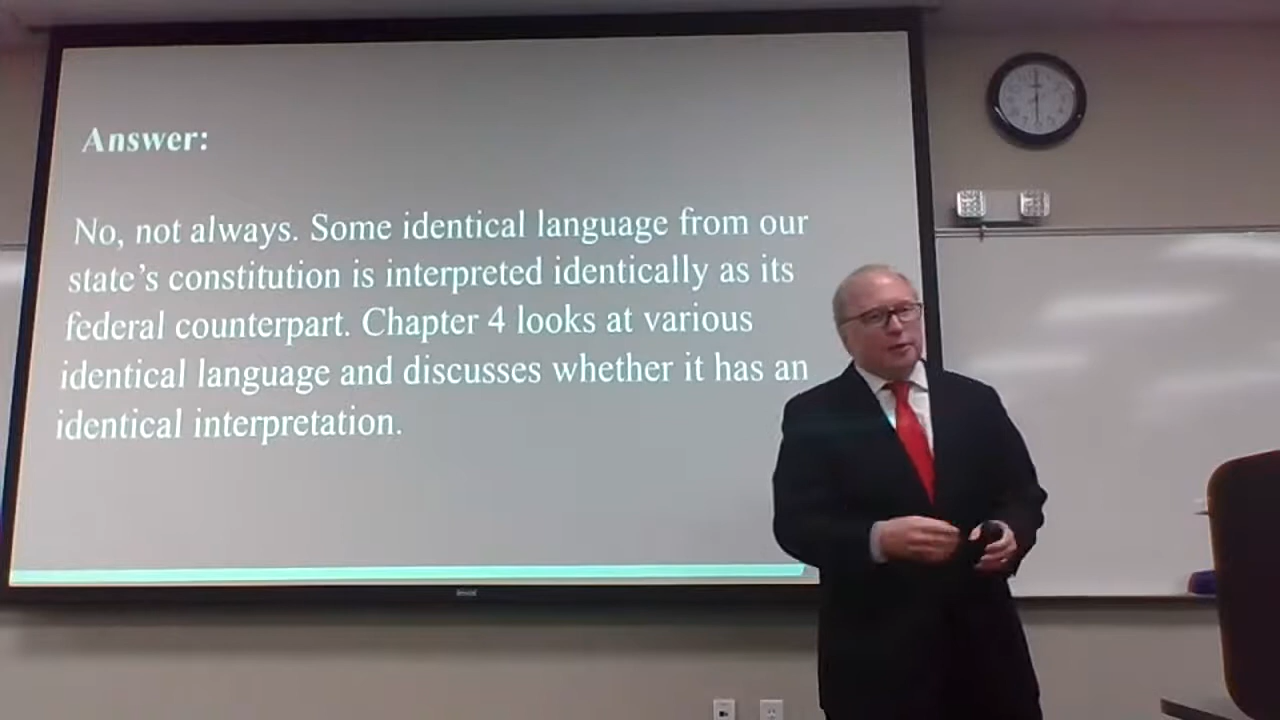 Answer:
No, not always. Some identical language from our
state's constitution is interpreted identically as its
federal counterpart. Chapter 4 looks at various
identical language and discusses whether it has an
identical interpretation.